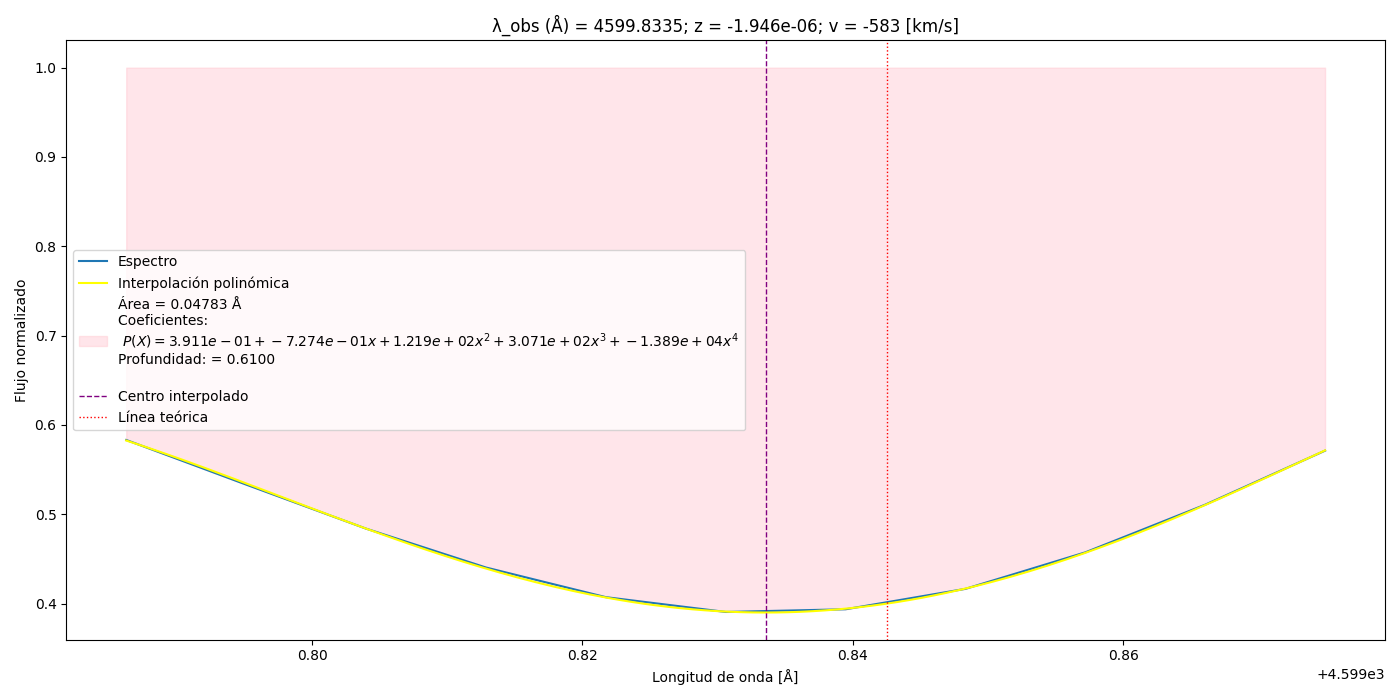 λ_obs (Å) = 4599.8335; z = -1.946e-06; v = -583 [km/s]
Flujo normalizado
1.0
0.9
0.8
0.7
0.6
0.5
0.4
Espectro
Interpolación polinómica
Área = 0.04783 Å
Coeficientes:
P(X) = 3.911e − 01 + −7.274e − 01x + 1.219e + 02x² + 3.071e + 02x³ + −1.389e + 04x⁴
Profundidad: = 0.6100
Centro interpolado
Línea teórica
0.80 0.82 0.84 0.86
+4.599e3
Longitud de onda [Å]